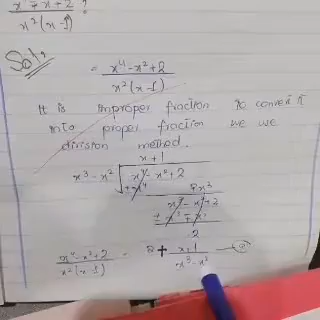 x⁴ + x + 2
x²(x - 1) ?
Solt.
= x⁴ - x² + 2
x²(x - 1)
It is improper fraction to convert it
into proper fraction we use
division method.
x + 1
x³ - x² √ x⁴ - x² + 2
± x⁴ x³
x³ - x² + 2
± x³ ∓ x²
2
x⁴ - x² + 2 = 2 + x + 1
x²(x - 1) x³ - x²